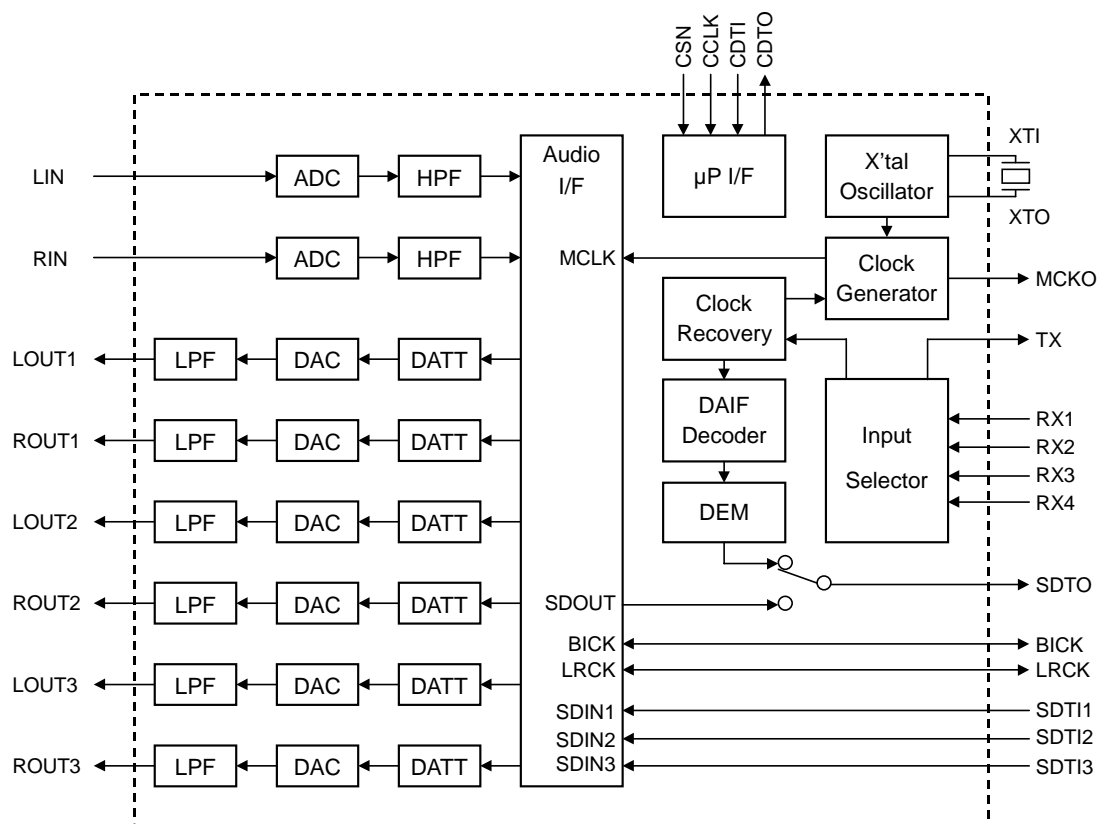 CSN
CCLK
CDTI
CDTO
XTI
XTO
LIN
ADC
HPF
Audio
I/F
µP I/F
X'tal
Oscillator
RIN
ADC
HPF
MCLK
Clock
Generator
MCKO
Clock
Recovery
TX
LOUT1
LPF
DAC
DATT
DAIF
Decoder
Input
Selector
RX1
RX2
RX3
RX4
ROUT1
LPF
DAC
DATT
LOUT2
LPF
DAC
DATT
DEM
ROUT2
LPF
DAC
DATT
SDOUT
SDTO
BICK
BICK
LRCK
LRCK
LOUT3
LPF
DAC
DATT
SDIN1
SDTI1
SDIN2
SDTI2
SDIN3
SDTI3
ROUT3
LPF
DAC
DATT